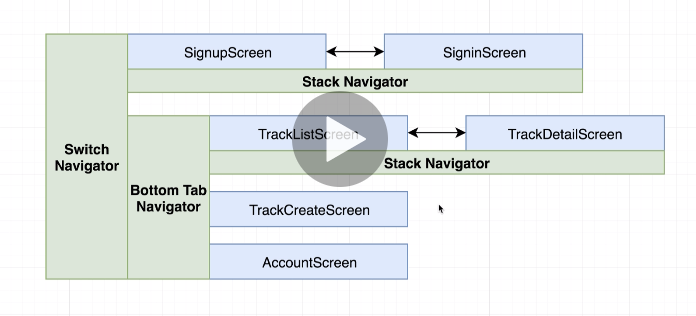 SignupScreen
SigninScreen
Stack Navigator
Switch
Navigator
TrackListScreen
TrackDetailScreen
Stack Navigator
Bottom Tab
Navigator
TrackCreateScreen
AccountScreen